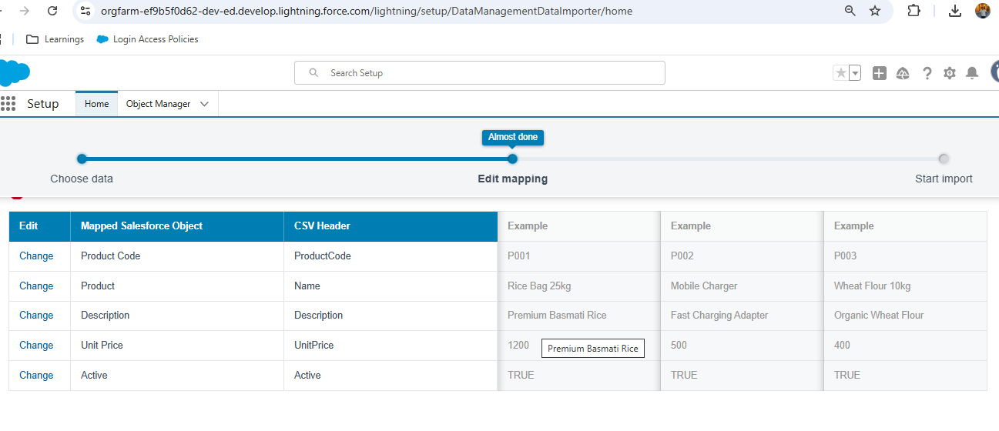 orgfarm-ef9b5f0d62-dev-ed.develop.lightning.force.com/lightning/setup/DataManagementDataImporter/home
Learnings Login Access Policies
Search Setup
Setup Home Object Manager
Almost done
Choose data Edit mapping Start import
Edit Mapped Salesforce Object CSV Header Example Example Example
Change Product Code ProductCode P001 P002 P003
Change Product Name Rice Bag 25kg Mobile Charger Wheat Flour 10kg
Change Description Description Premium Basmati Rice Fast Charging Adapter Organic Wheat Flour
Change Unit Price UnitPrice 1200 500 400
Premium Basmati Rice
Change Active Active TRUE TRUE TRUE